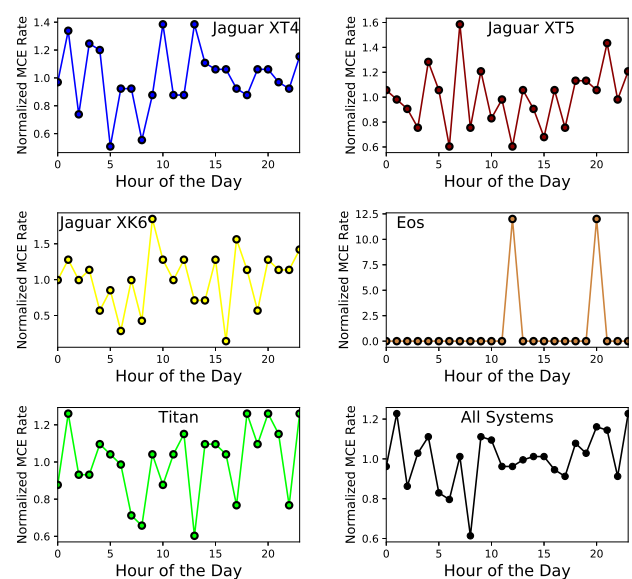 Jaguar XT4
Normalized MCE Rate
1.4
1.2
1.0
0.8
0.6
0 5 10 15 20
Hour of the Day
Jaguar XT5
Normalized MCE Rate
1.6
1.4
1.2
1.0
0.8
0.6
0 5 10 15 20
Hour of the Day
Jaguar XK6
Normalized MCE Rate
1.5
1.0
0.5
0 5 10 15 20
Hour of the Day
Eos
Normalized MCE Rate
12.5
10.0
7.5
5.0
2.5
0.0
0 5 10 15 20
Hour of the Day
Titan
Normalized MCE Rate
1.2
1.0
0.8
0.6
0 5 10 15 20
Hour of the Day
All Systems
Normalized MCE Rate
1.2
1.0
0.8
0.6
0 5 10 15 20
Hour of the Day